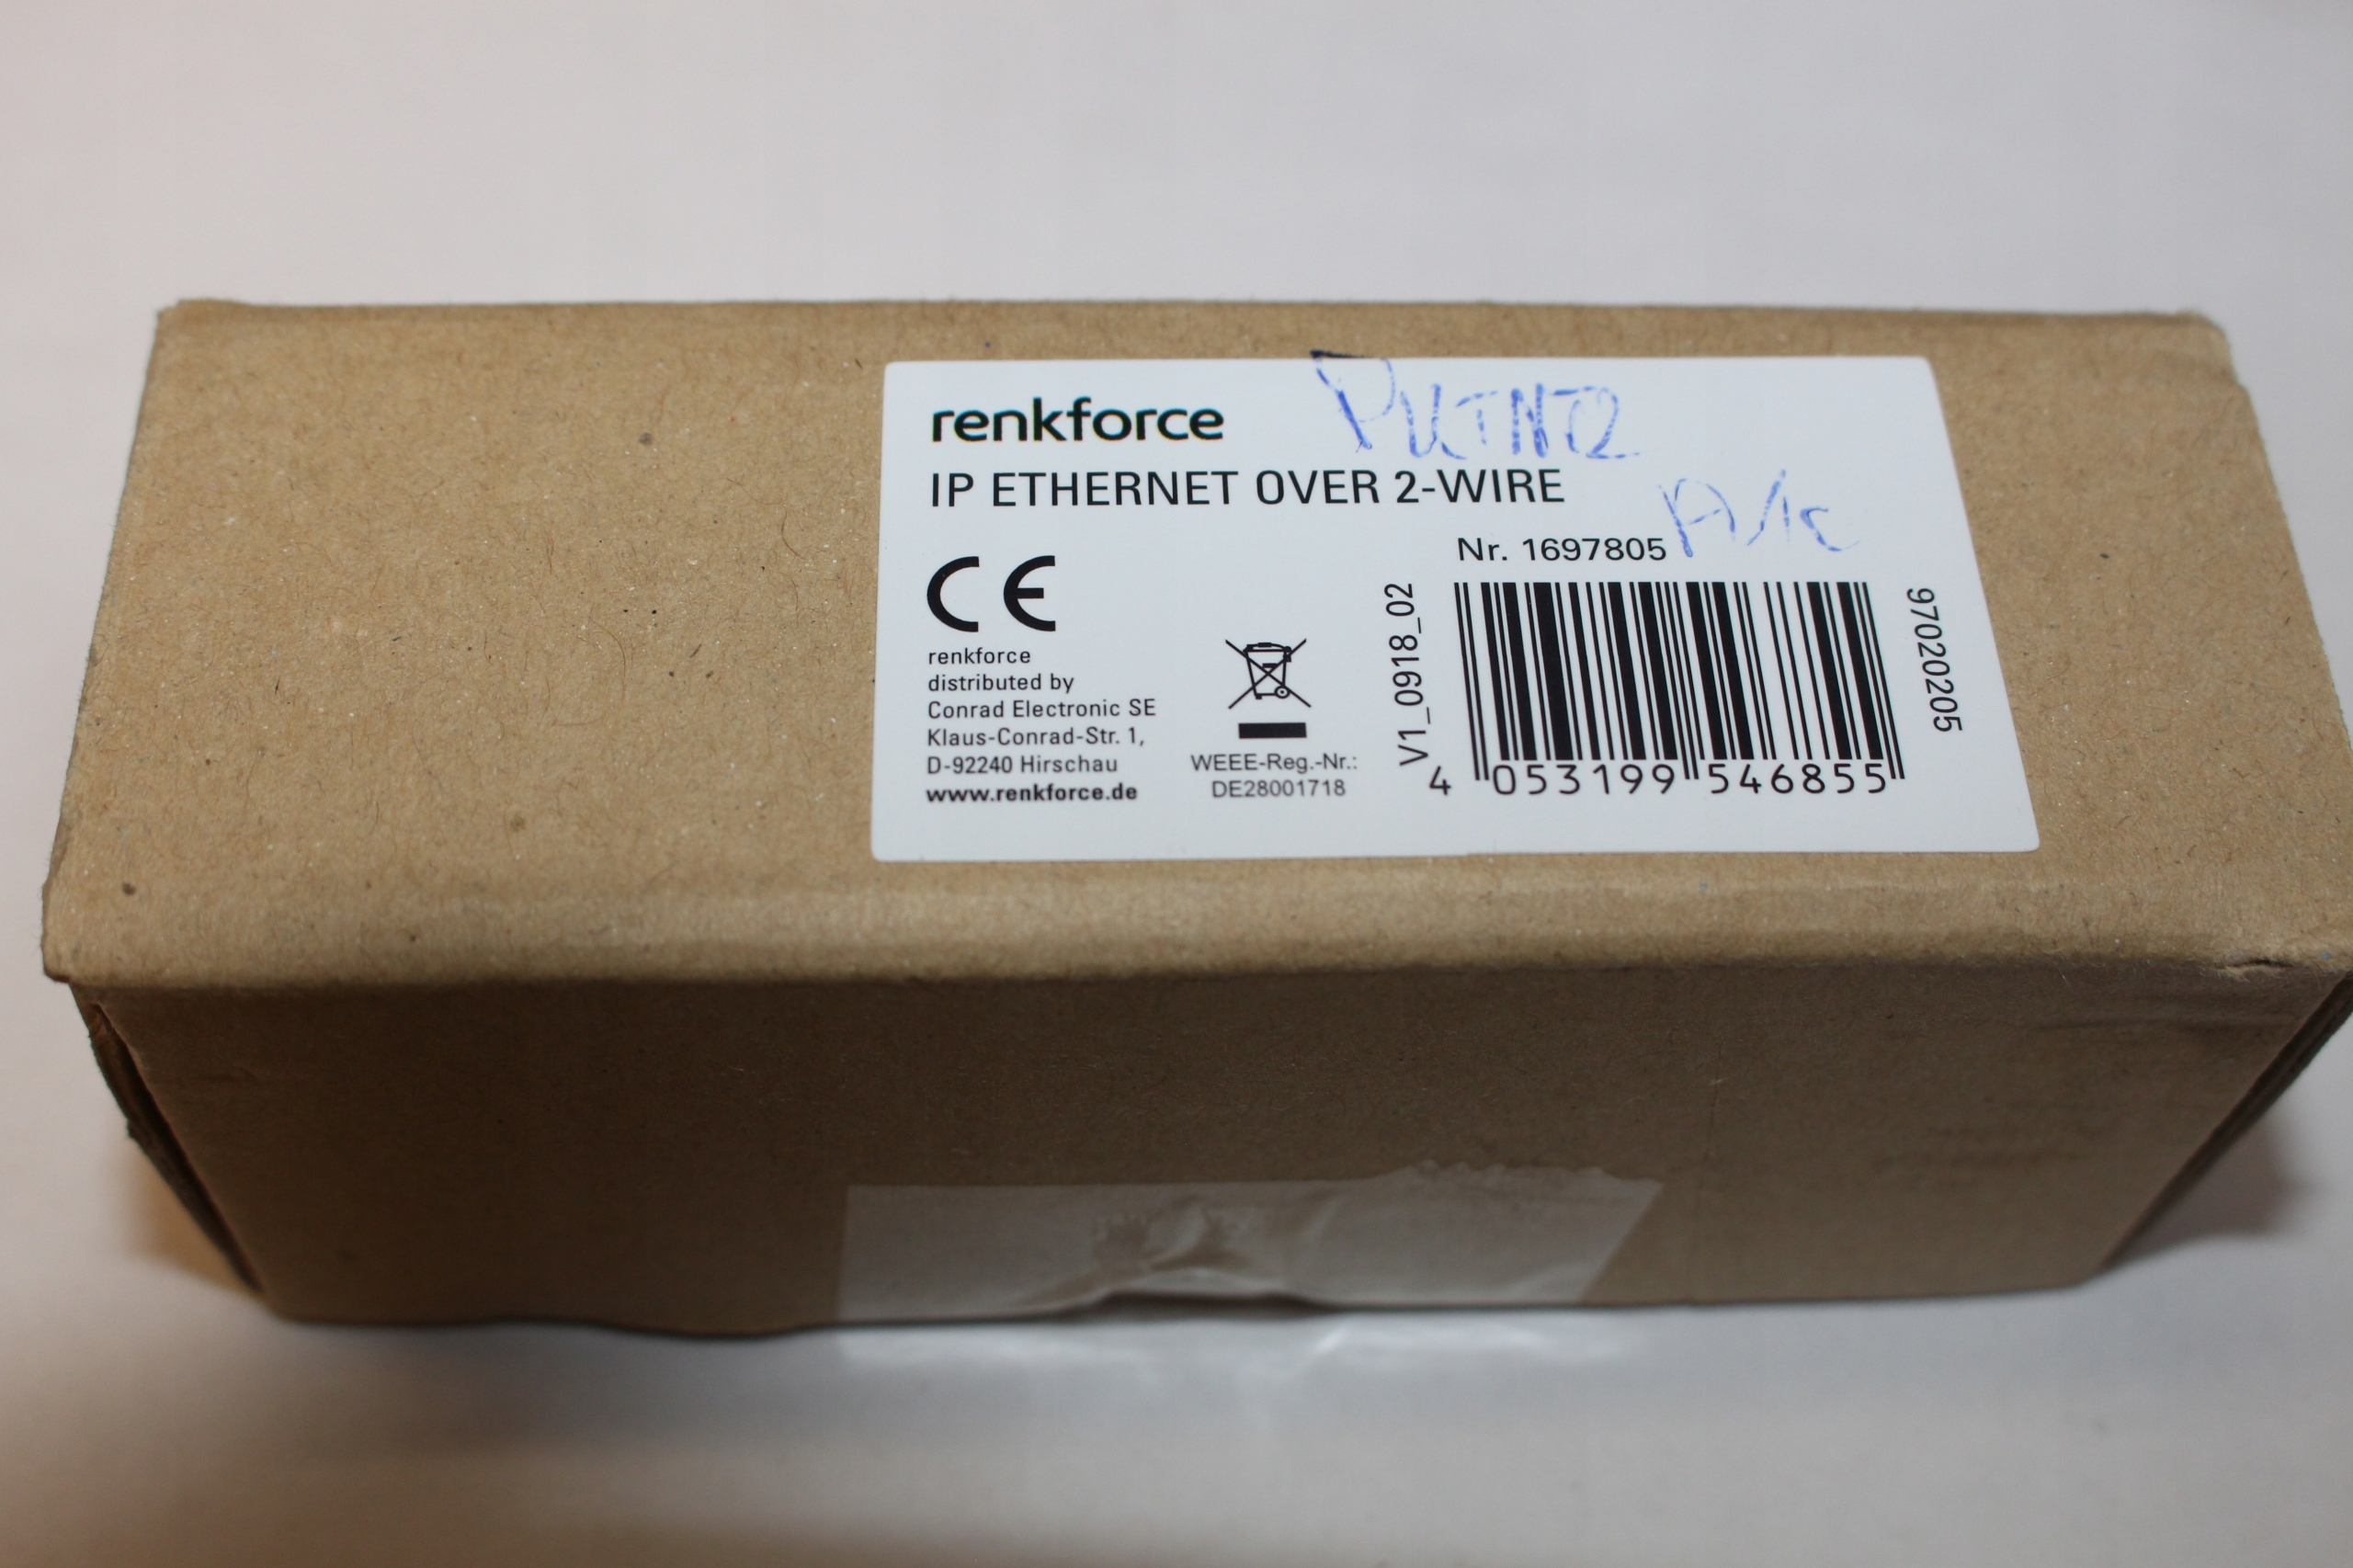 renkforce
IP ETHERNET OVER 2-WIRE
Nr. 1697805
renkforce
distributed by
Conrad Electronic SE
Klaus-Conrad-Str. 1,
D-92240 Hirschau
www.renkforce.de
WEEE-Reg.-Nr.:
DE28001718
V1_0918_02
4 053199 546855
97020205